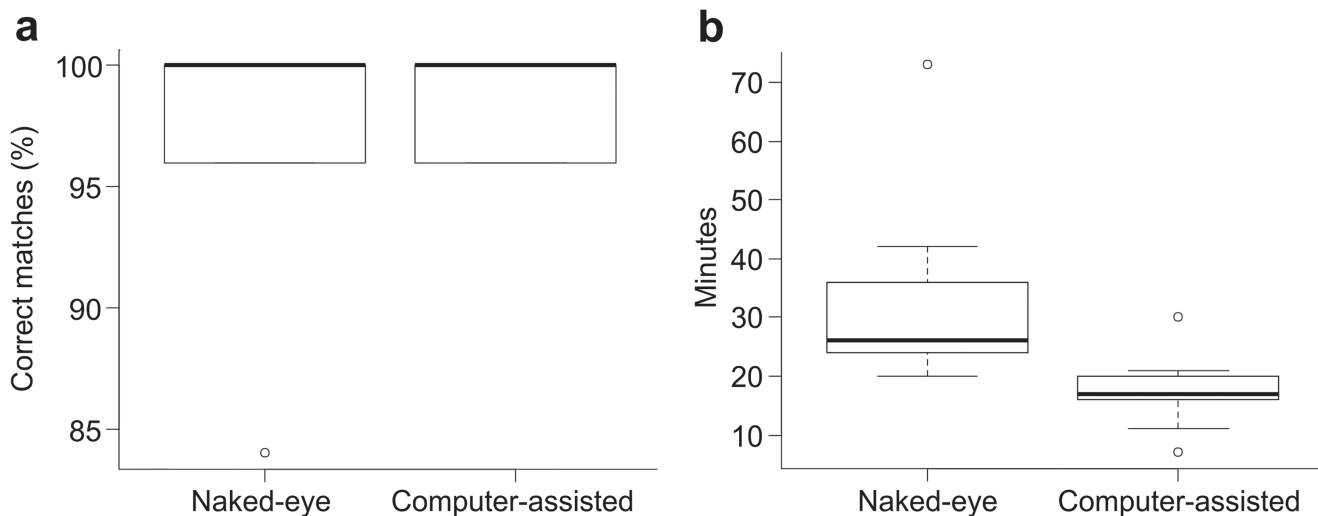 a
Correct matches (%)
100
95
90
85
Naked-eye
Computer-assisted
b
Minutes
70
60
50
40
30
20
10
Naked-eye
Computer-assisted